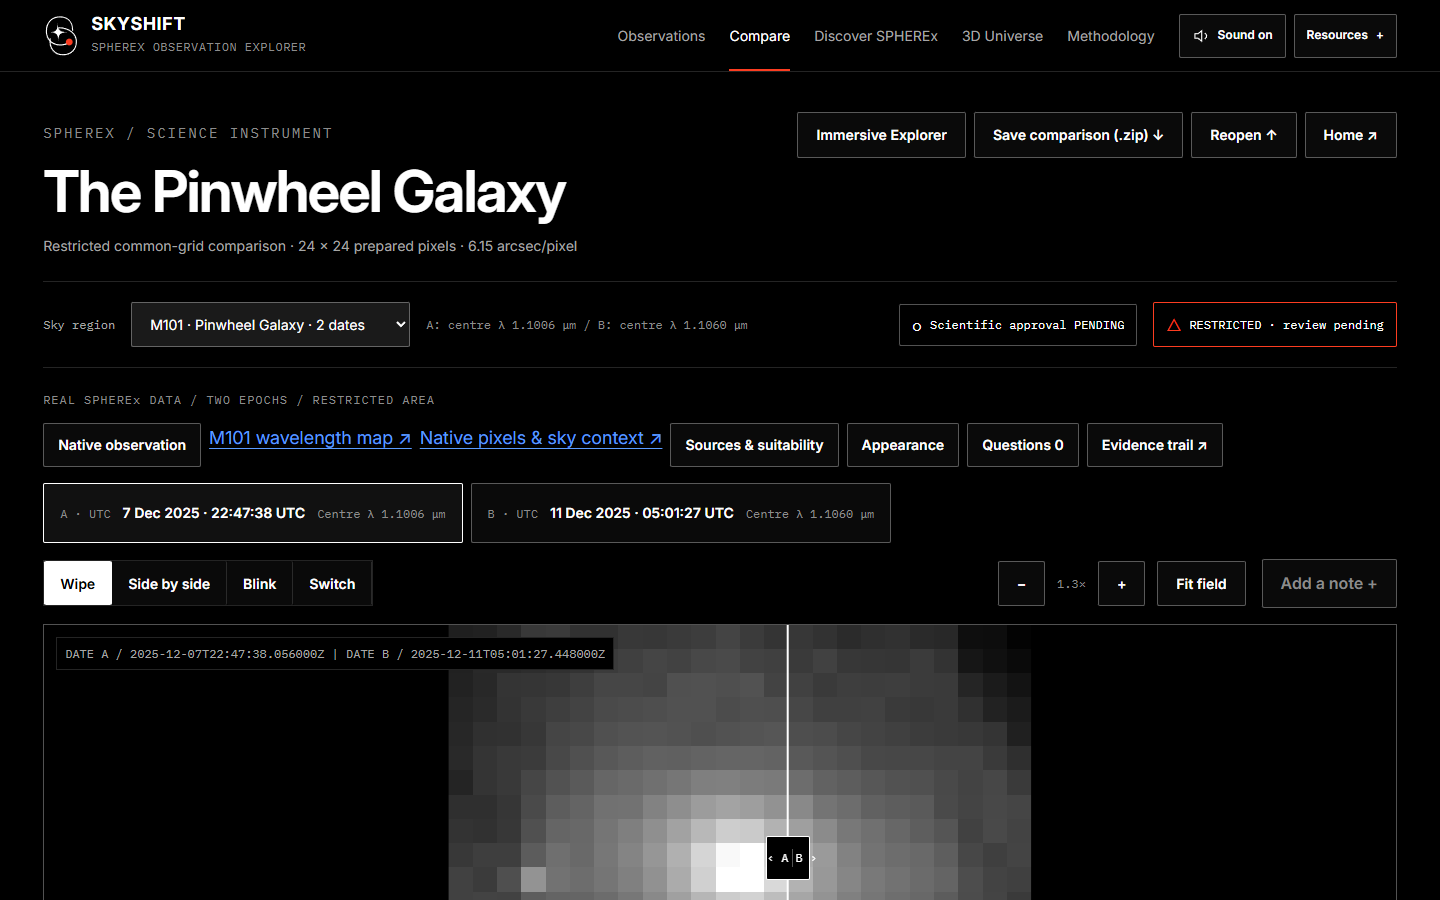 SKYSHIFT
SPHEREX OBSERVATION EXPLORER
Observations
Compare
Discover SPHEREx
3D Universe
Methodology
Sound on
Resources +
SPHEREX / SCIENCE INSTRUMENT
Immersive Explorer
Save comparison (.zip) ↓
Reopen ↑
Home ↗
The Pinwheel Galaxy
Restricted common-grid comparison · 24 × 24 prepared pixels · 6.15 arcsec/pixel
Sky region
M101 · Pinwheel Galaxy · 2 dates
A: centre λ 1.1006 µm / B: centre λ 1.1060 µm
Scientific approval PENDING
RESTRICTED · review pending
REAL SPHEREx DATA / TWO EPOCHS / RESTRICTED AREA
Native observation
M101 wavelength map ↗
Native pixels & sky context ↗
Sources & suitability
Appearance
Questions 0
Evidence trail ↗
A · UTC 7 Dec 2025 · 22:47:38 UTC Centre λ 1.1006 µm
B · UTC 11 Dec 2025 · 05:01:27 UTC Centre λ 1.1060 µm
Wipe
Side by side
Blink
Switch
− 1.3× +
Fit field
Add a note +
DATE A / 2025-12-07T22:47:38.056000Z | DATE B / 2025-12-11T05:01:27.448000Z
‹ A B ›